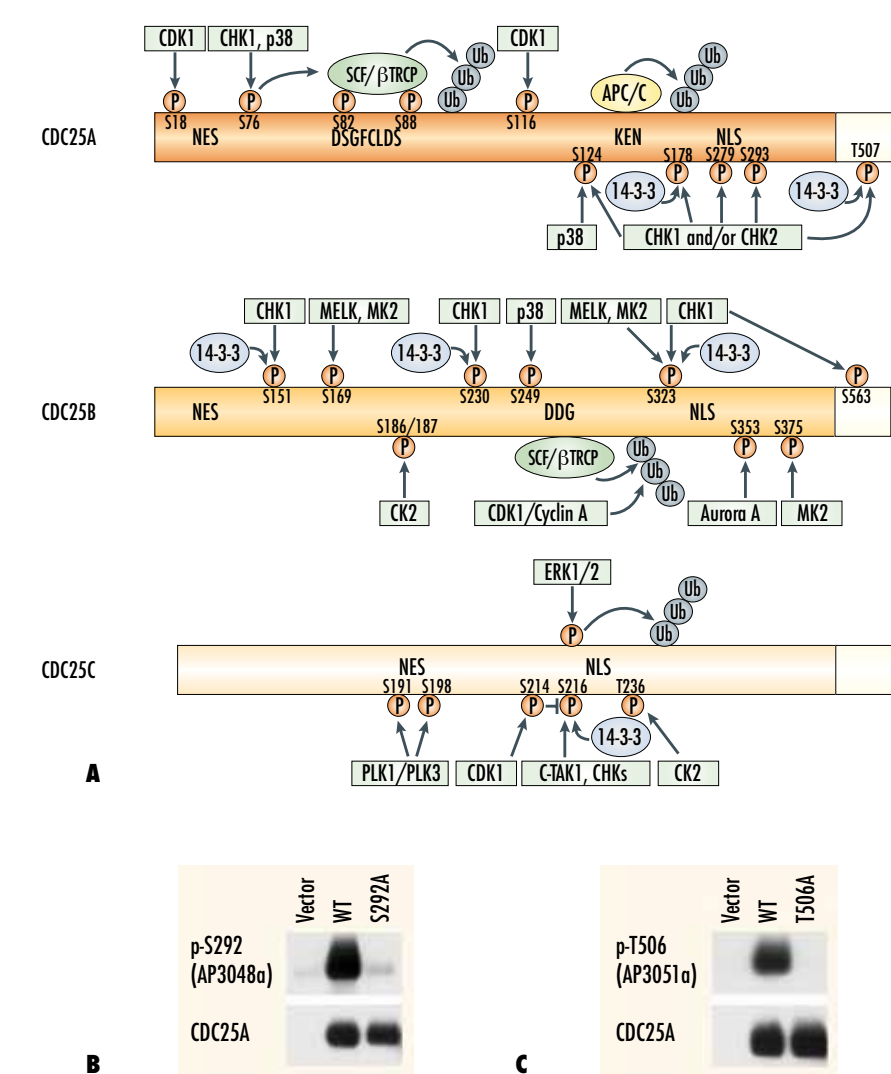 CDK1
CHK1, p38
SCF/βTRCP
Ub
Ub
Ub
CDK1
APC/C
Ub
Ub
Ub
P
P
P
P
P
S18
S76
S82
S88
S116
CDC25A
NES
DSGFCLDS
KEN
NLS
S124
S178
S279
S293
T507
P
P
P
P
P
14-3-3
14-3-3
p38
CHK1 and/or CHK2
CHK1
MELK, MK2
CHK1
p38
MELK, MK2
CHK1
14-3-3
14-3-3
14-3-3
P
P
P
P
P
P
S151
S169
S230
S249
S323
S563
CDC25B
NES
DDG
NLS
S186/187
S353
S375
P
P
P
SCF/βTRCP
Ub
Ub
Ub
CK2
CDK1/Cyclin A
Aurora A
MK2
ERK1/2
Ub
Ub
Ub
P
CDC25C
NES
NLS
S191
S198
S214
S216
T236
P
P
P
P
P
14-3-3
PLK1/PLK3
CDK1
C-TAK1, CHKs
CK2
A
Vector
WT
S292A
p-S292
(AP3048a)
CDC25A
B
Vector
WT
T506A
p-T506
(AP3051a)
CDC25A
C